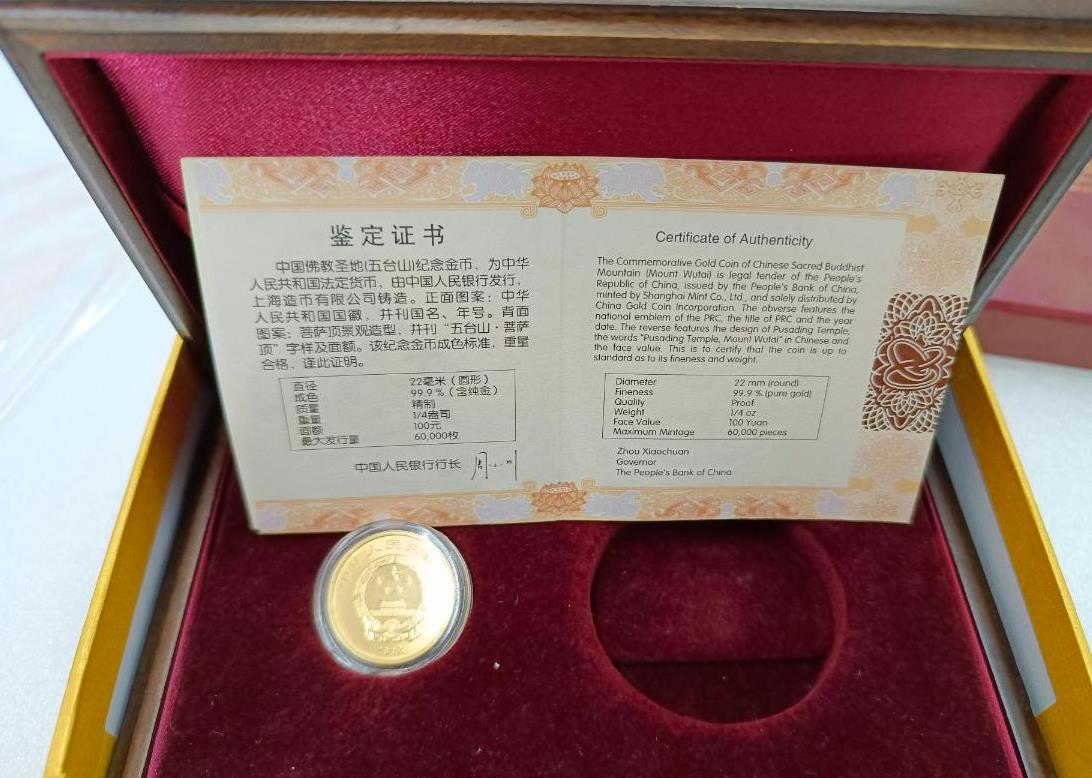 鉴定证书
中国佛教圣地(五台山)纪念金币，为中华
人民共和国法定货币，由中国人民银行发行，
上海造币有限公司铸造。正面图案：中华
人民共和国国徽，并刊国名、年号。背面
图案：菩萨顶景观造型，并刊“五台山·菩萨
顶”字样及面额。该纪念金币成色标准，重量
合格，谨此证明。
直径 22毫米（圆形）
成色 99.9％（含纯金）
质量 精制
重量 1/4盎司
面额 100元
最大发行量 60,000枚
中国人民银行行长
Certificate of Authenticity
The Commemorative Gold Coin of Chinese Sacred Buddhist
Mountain (Mount Wutai) is legal tender of the People's
Republic of China, issued by the People's Bank of China,
minted by Shanghai Mint Co., Ltd., and solely distributed by
China Gold Coin Incorporation. The obverse features the
national emblem of the PRC, the title of PRC and the year
date. The reverse features the design of Pusading Temple,
the words "Pusading Temple, Mount Wutai" in Chinese and
the face value. This is to certify that the coin is up to
standard as to its fineness and weight.
Diameter 22 mm (round)
Fineness 99.9 % (pure gold)
Quality Proof
Weight 1/4 oz
Face Value 100 Yuan
Maximum Mintage 60,000 pieces
Zhou Xiaochuan
Governor
The People's Bank of China
人民共